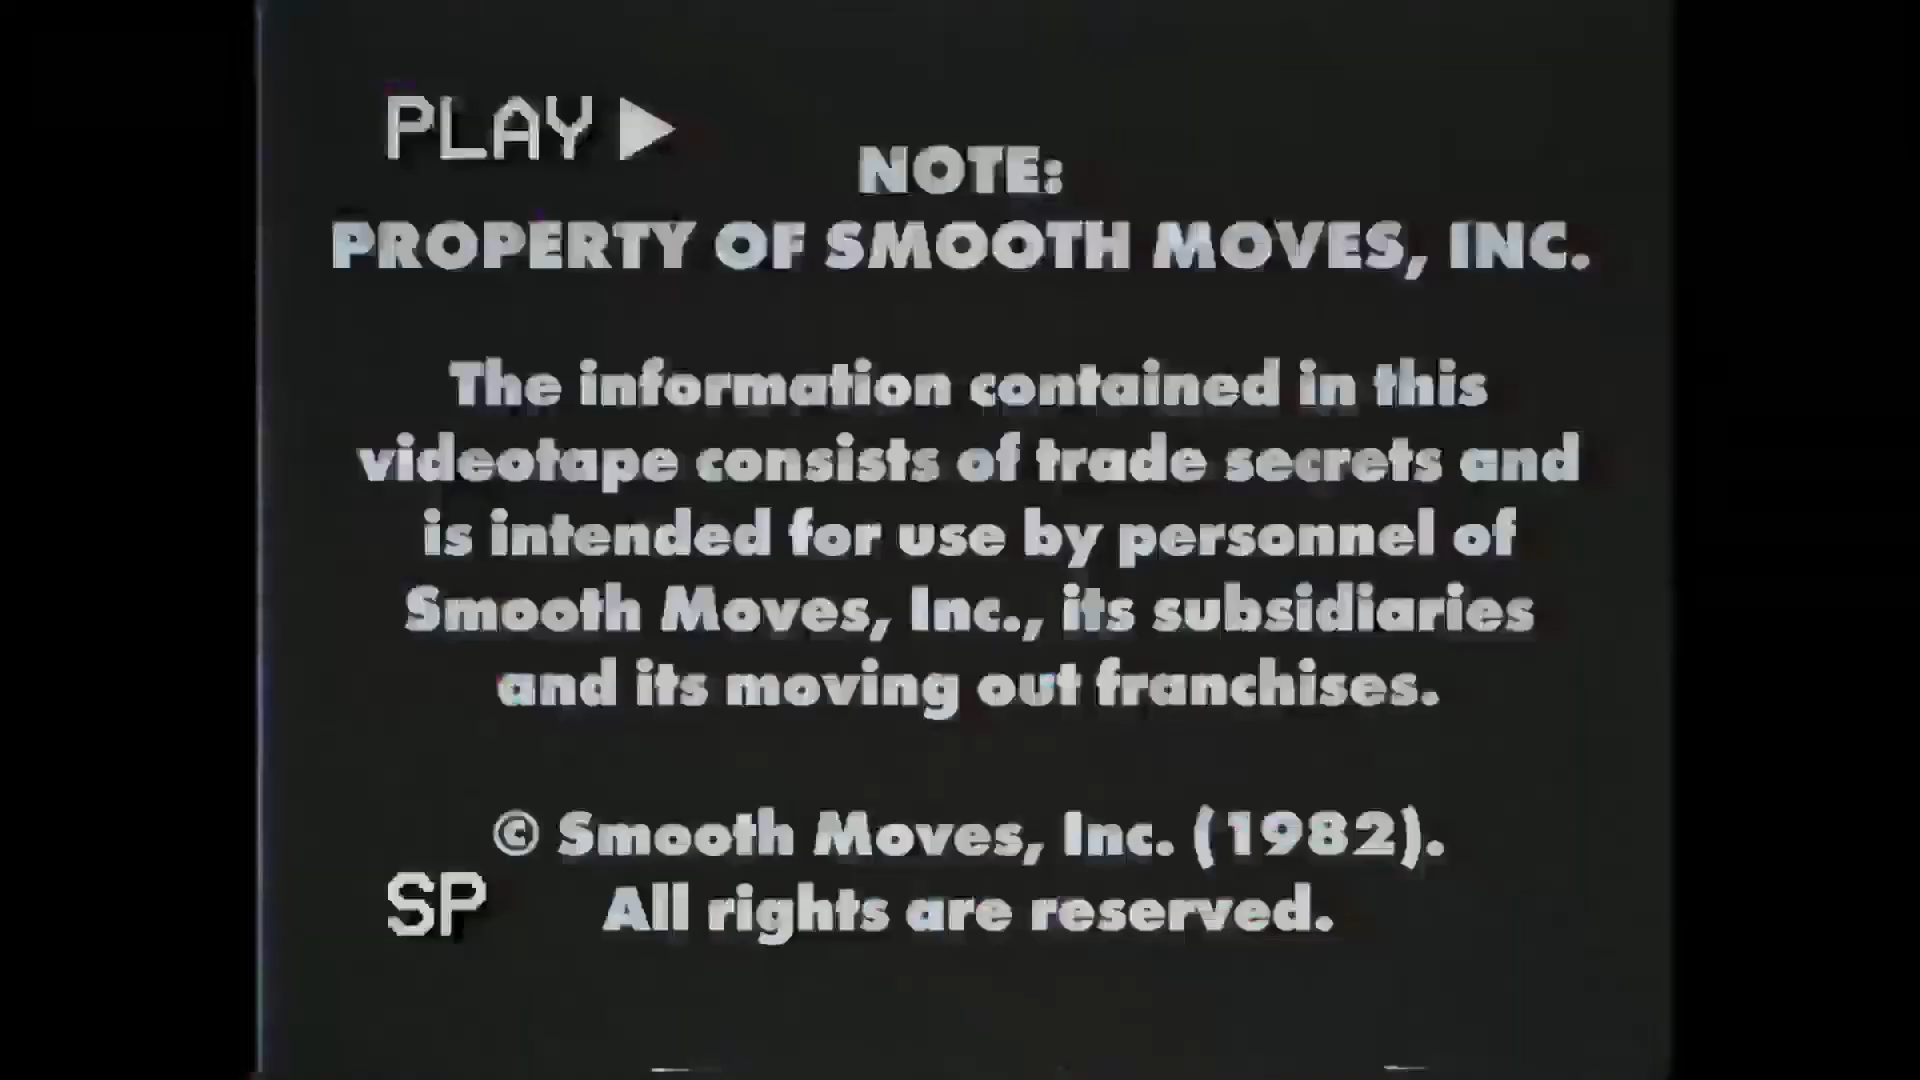 PLAY ▶
NOTE:
PROPERTY OF SMOOTH MOVES, INC.
The information contained in this
videotape consists of trade secrets and
is intended for use by personnel of
Smooth Moves, Inc., its subsidiaries
and its moving out franchises.
© Smooth Moves, Inc. (1982).
SP
All rights are reserved.